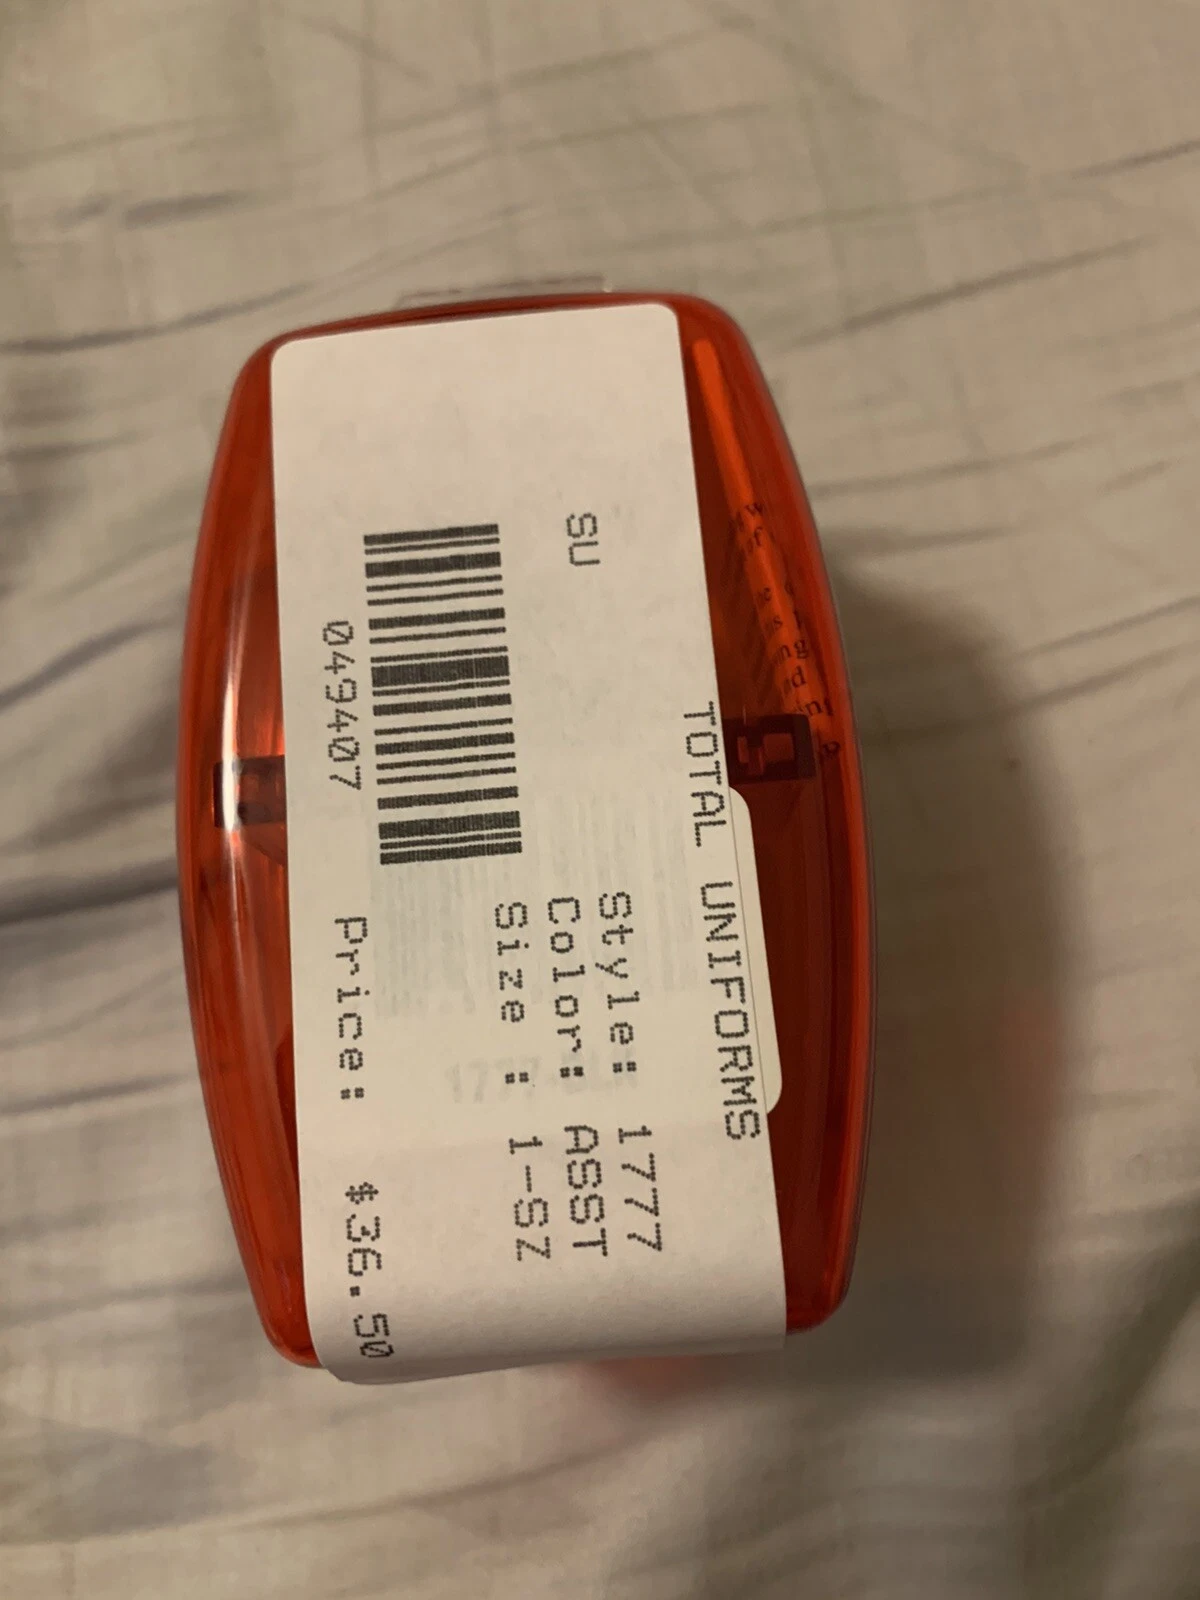 TOTAL UNIFORMS
Style: 1777
SU
Color: ASST
Size : 1-SZ
049407
Price: $36.50